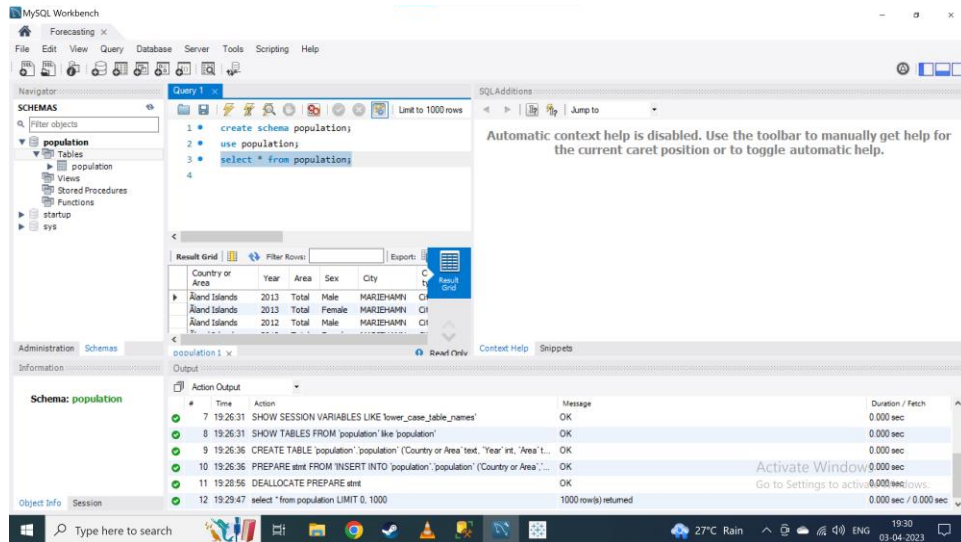 MySQL Workbench
Forecasting ×
File Edit View Query Database Server Tools Scripting Help
Navigator
SCHEMAS
Filter objects
population
Tables
population
Views
Stored Procedures
Functions
startup
sys
Administration Schemas
Information
Schema: population
Object Info Session
Query 1 ×
Limit to 1000 rows
1 create schema population;
2 use population;
3 select * from population;
4
Result Grid Filter Rows: Export:
Country or Area Year Area Sex City
Åland Islands 2013 Total Male MARIEHAMN
Åland Islands 2013 Total Female MARIEHAMN
Åland Islands 2012 Total Male MARIEHAMN
Result Grid
population 1 × Read Only
SQLAdditions
Jump to
Automatic context help is disabled. Use the toolbar to manually get help for
the current caret position or to toggle automatic help.
Context Help Snippets
Output
Action Output
# Time Action Message Duration / Fetch
7 19:26:31 SHOW SESSION VARIABLES LIKE 'lower_case_table_names' OK 0.000 sec
8 19:26:31 SHOW TABLES FROM `population` like 'population' OK 0.000 sec
9 19:26:36 CREATE TABLE `population`.`population` (`Country or Area` text, `Year` int, `Area` t... OK 0.000 sec
10 19:26:36 PREPARE stmt FROM 'INSERT INTO `population`.`population` (`Country or Area`,`... OK 0.000 sec
11 19:28:56 DEALLOCATE PREPARE stmt OK 0.000 sec
12 19:29:47 select * from population LIMIT 0, 1000 1000 row(s) returned 0.000 sec / 0.000 sec
Activate Windows
Go to Settings to activate Windows.
Type here to search
27°C Rain ENG 19:30
03-04-2023